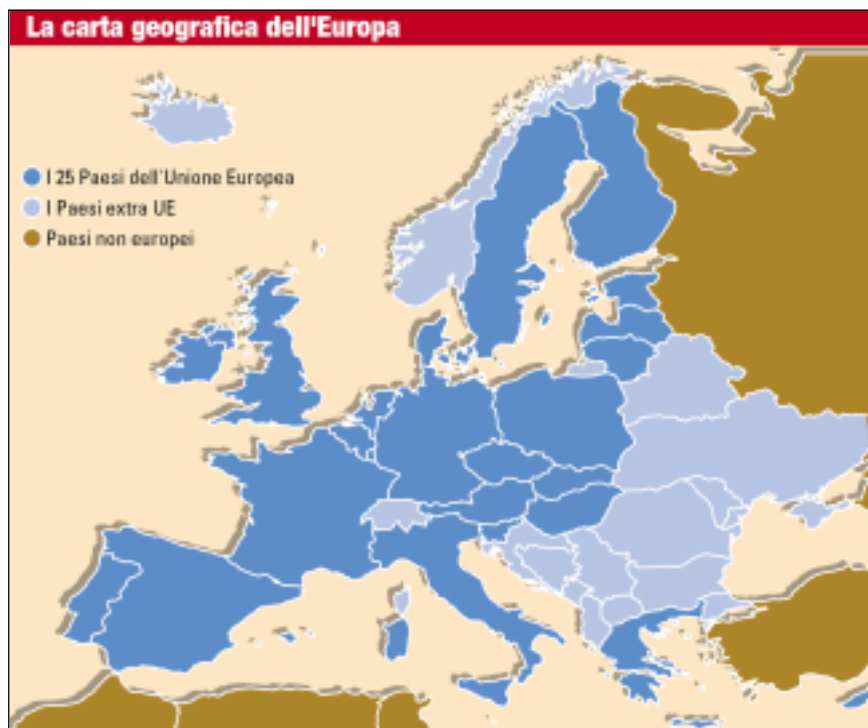 La carta geografica dell'Europa
I 25 Paesi dell'Unione Europea
I Paesi extra UE
Paesi non europei